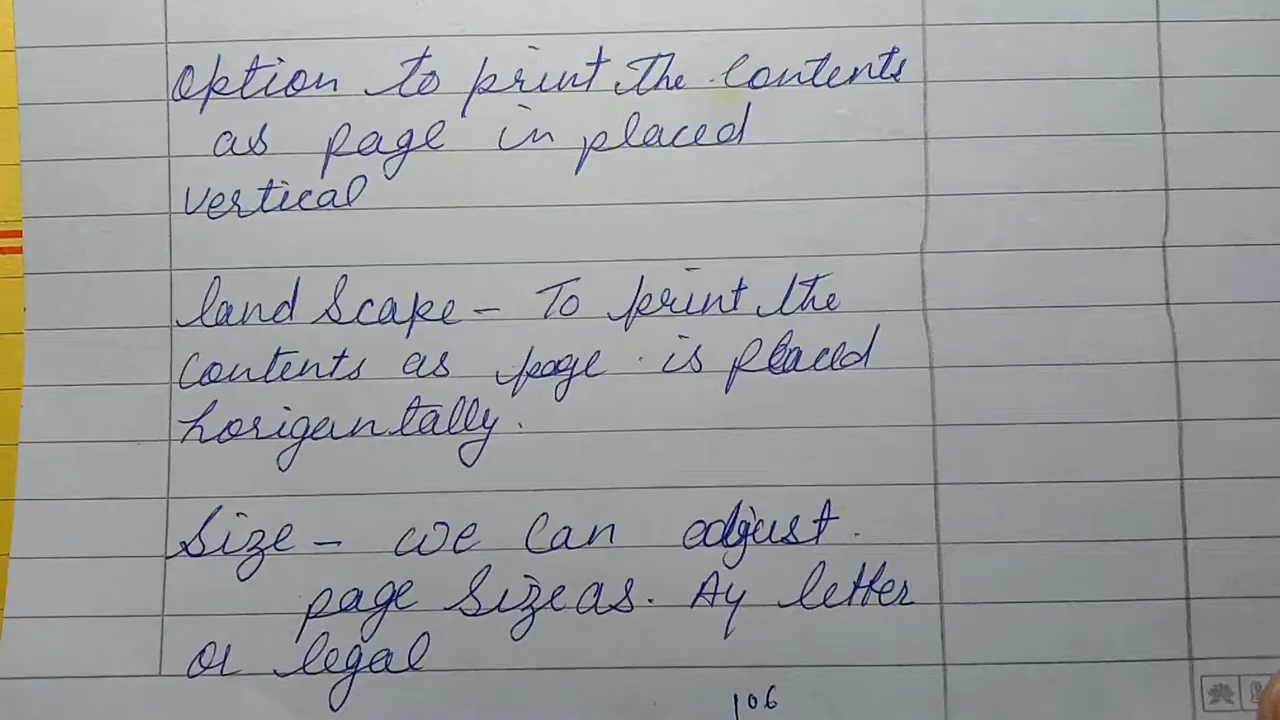 option to print the contents
as page in placed
vertical
land Scape - To print the
contents as page is placed
horigantally.
Size - we can adjust.
page Size as. A4 letter
or legal
106